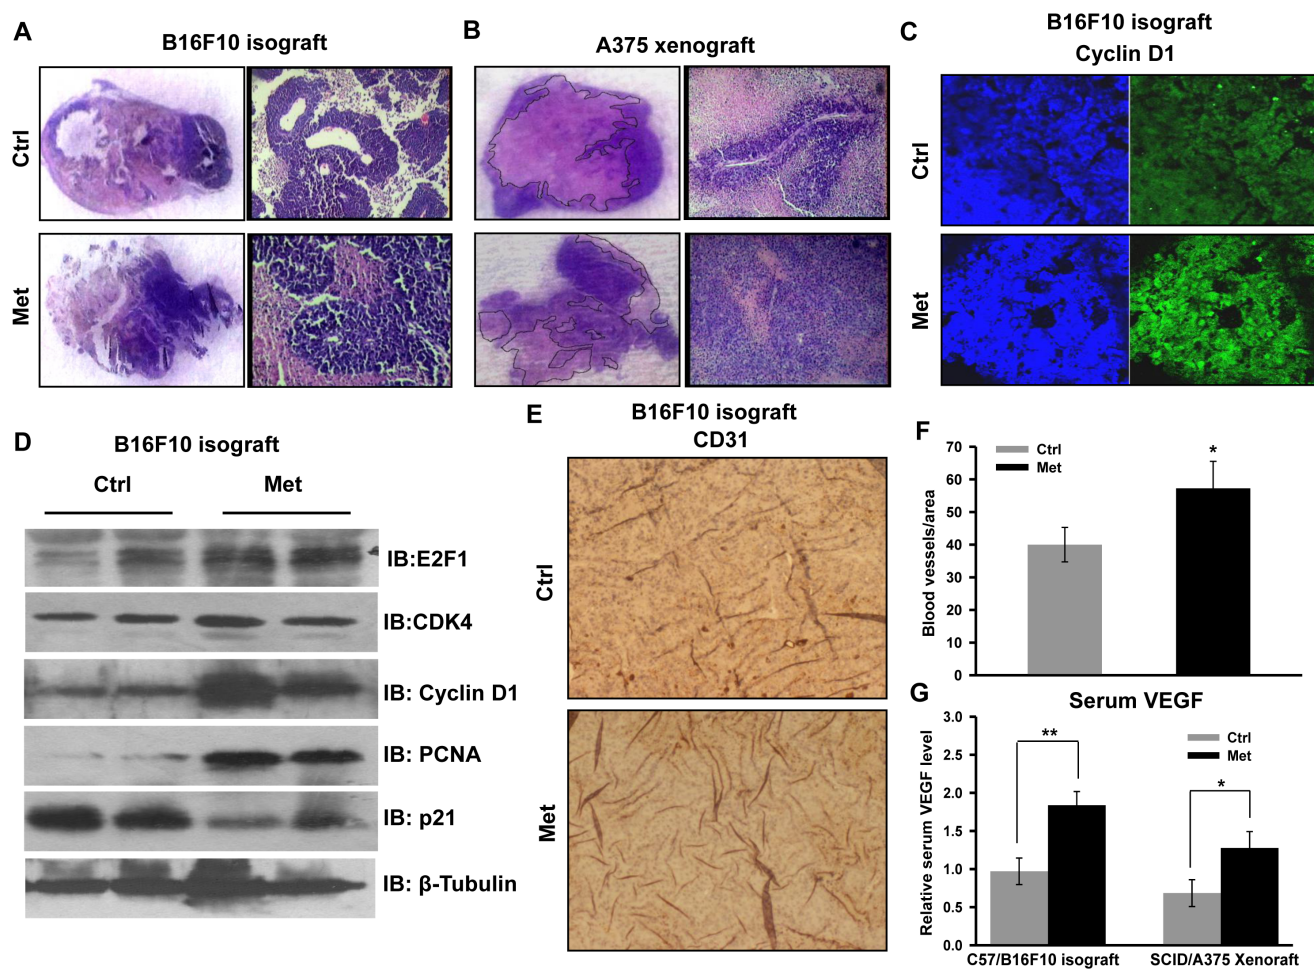 A
B16F10 isograft
Ctrl
Met
B
A375 xenograft
C
B16F10 isograft
Cyclin D1
Ctrl
Met
D
B16F10 isograft
Ctrl
Met
IB:E2F1
IB:CDK4
IB: Cyclin D1
IB: PCNA
IB: p21
IB: β-Tubulin
E
B16F10 isograft
CD31
Ctrl
Met
F
Blood vessels/area
70
60
50
40
30
20
10
0
Ctrl
Met
*
G
Serum VEGF
Relative serum VEGF level
3.0
2.5
2.0
1.5
1.0
0.5
0.0
Ctrl
Met
**
*
C57/B16F10 isograft
SCID/A375 Xenoraft